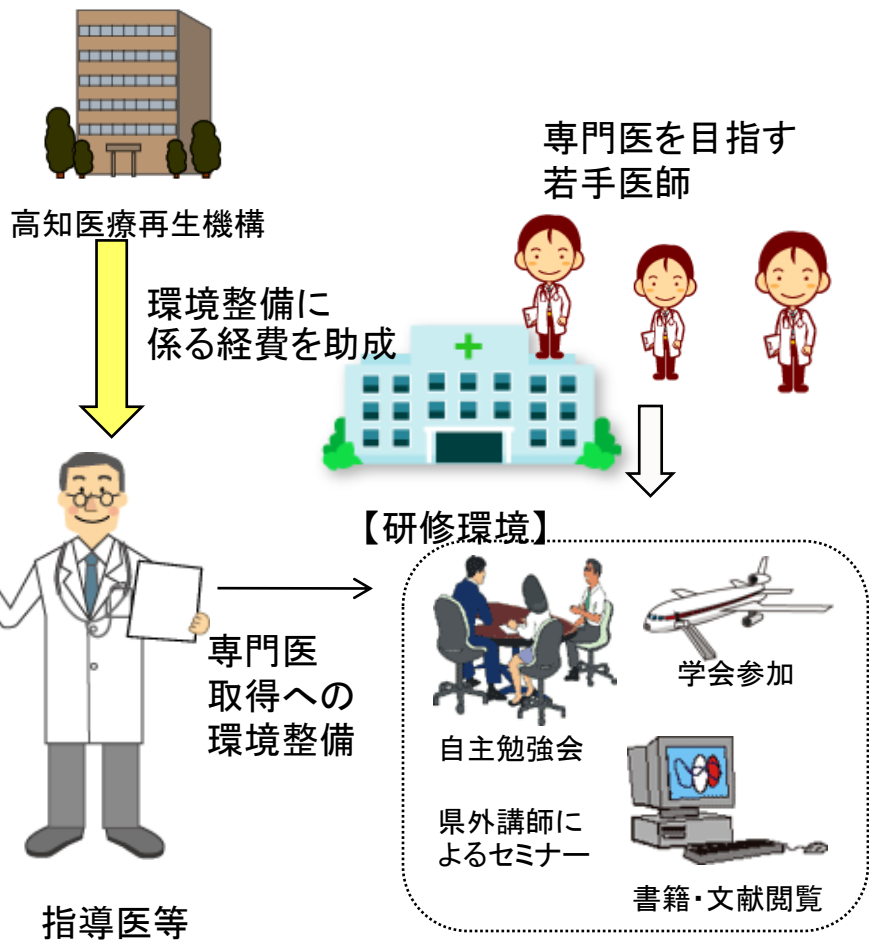 高知医療再生機構
専門医を目指す
若手医師
環境整備に
係る経費を助成
【研修環境】
専門医
取得への
環境整備
指導医等
自主勉強会
学会参加
県外講師に
よるセミナー
書籍・文献閲覧